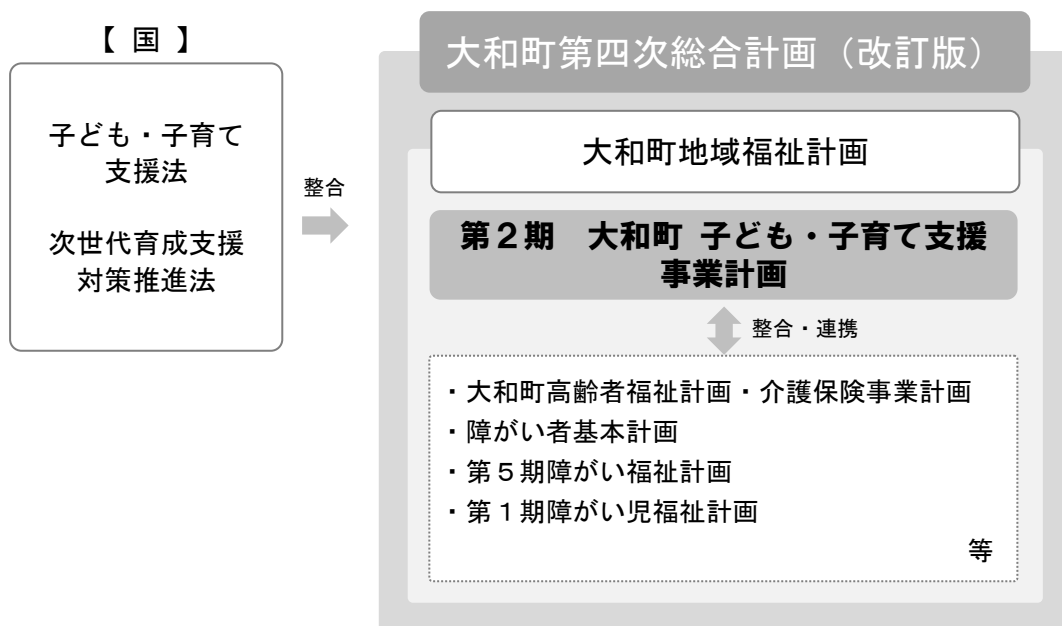 【 国 】
子ども・子育て
支援法
次世代育成支援
対策推進法
整合
大和町第四次総合計画（改訂版）
大和町地域福祉計画
第２期　大和町 子ども・子育て支援
事業計画
整合・連携
・大和町高齢者福祉計画・介護保険事業計画
・障がい者基本計画
・第５期障がい福祉計画
・第１期障がい児福祉計画
等